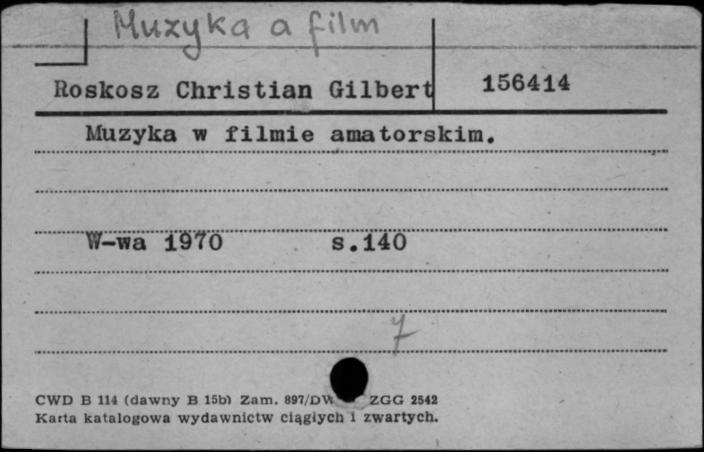 Muzyka a film
Roskosz Christian Gilbert 156414
Muzyka w filmie amatorskim.
W-wa 1970 s.140
7
CWD B 114 (dawny B 15b) Zam. 897/DW ZGG 2542
Karta katalogowa wydawnictw ciągłych i zwartych.